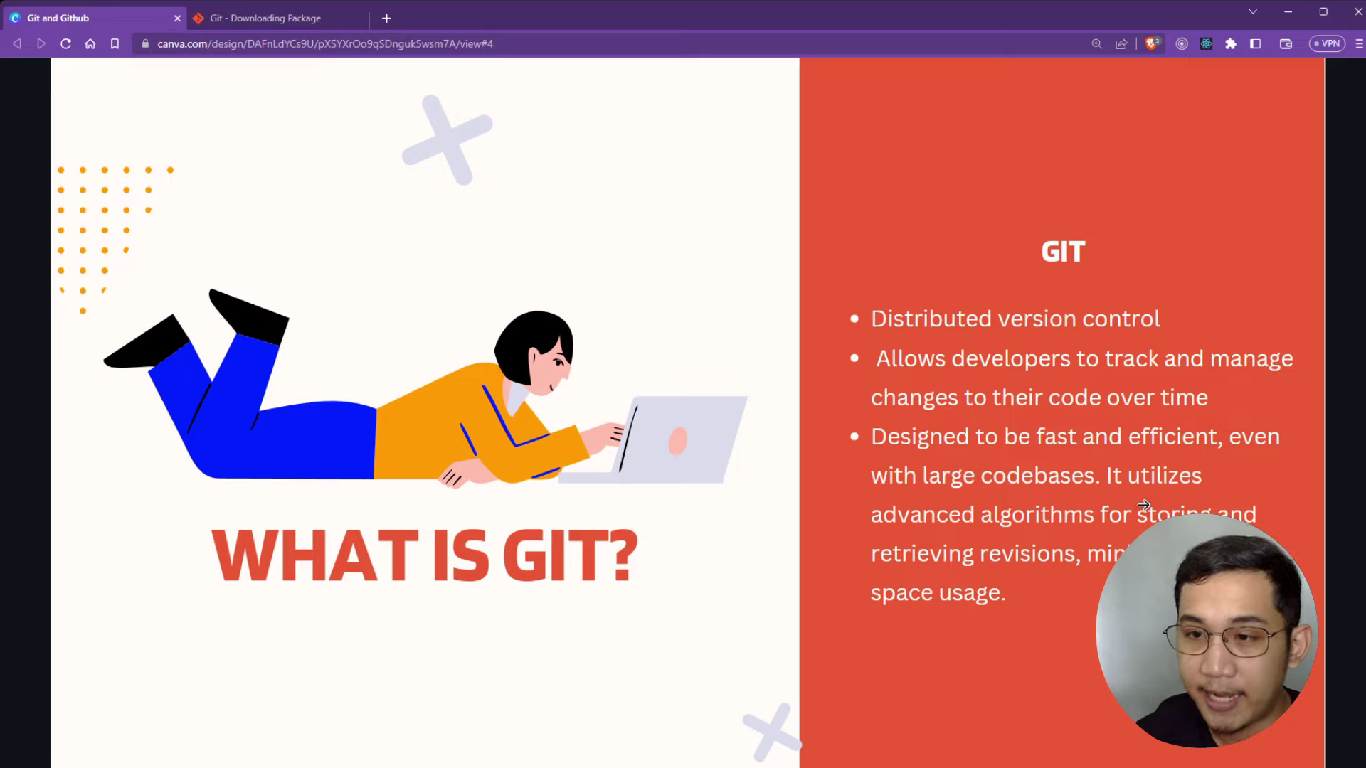 Git and Github
Git - Downloading Package
canva.com/design/DAFnLdYCs9U/pXSYXrOo9qSDngukSwsm7A/view#4
VPN
GIT
Distributed version control
Allows developers to track and manage
changes to their code over time
Designed to be fast and efficient, even
with large codebases. It utilizes
advanced algorithms for storing and
retrieving revisions,
space usage.
WHAT IS GIT?